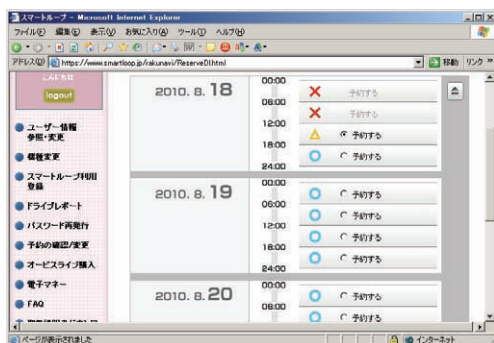 スマートループ - Microsoft Internet Explorer
ファイル(F) 編集(E) 表示(V) お気に入り(A) ツール(T) ヘルプ(H)
アドレス(D) https://www.smartloop.jp/rakunavi/ReserveDI.html 移動 リンク »
こんにちは
logout
ユーザー情報
参照・変更
機種変更
スマートループ利用
登録
ドライブレポート
パスワード再発行
予約の確認/変更
オービスライブ購入
電子マネー
FAQ
2010. 8. 18
00:00
予約する
06:00
予約する
12:00
予約する
18:00
予約する
24:00
2010. 8. 19
00:00
予約する
06:00
予約する
12:00
予約する
18:00
予約する
24:00
2010. 8. 20
00:00
予約する
06:00
予約する
ページが表示されました
インターネット